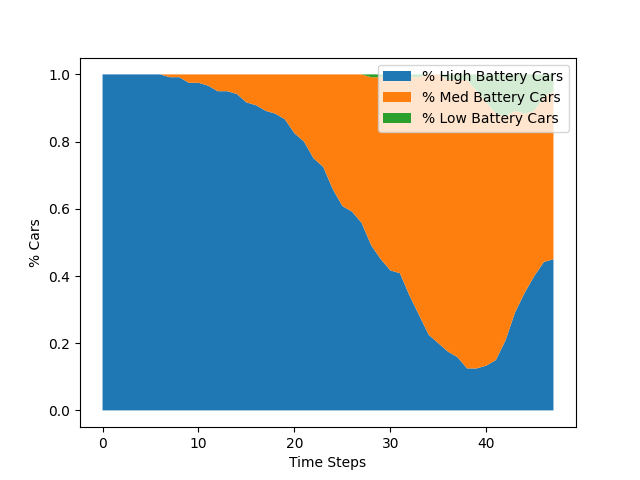 % High Battery Cars
% Med Battery Cars
% Low Battery Cars
1.0
0.8
0.6
0.4
0.2
0.0
% Cars
0 10 20 30 40
Time Steps